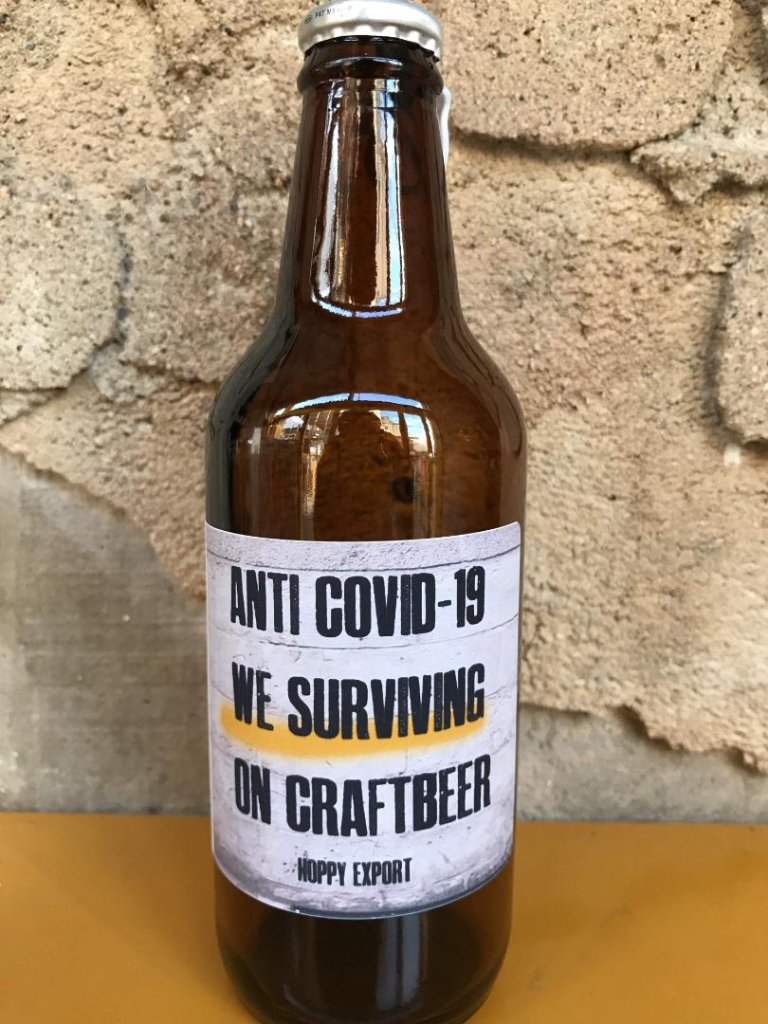 ANTI COVID-19
WE SURVIVING
ON CRAFTBEER
HOPPY EXPORT